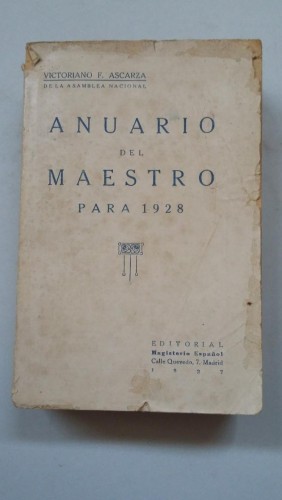 VICTORIANO F. ASCARZA
DE LA ASAMBLEA NACIONAL
ANUARIO
DEL
MAESTRO
PARA 1928
EDITORIAL
Magisterio Español
Calle Quevedo, 7. Madrid